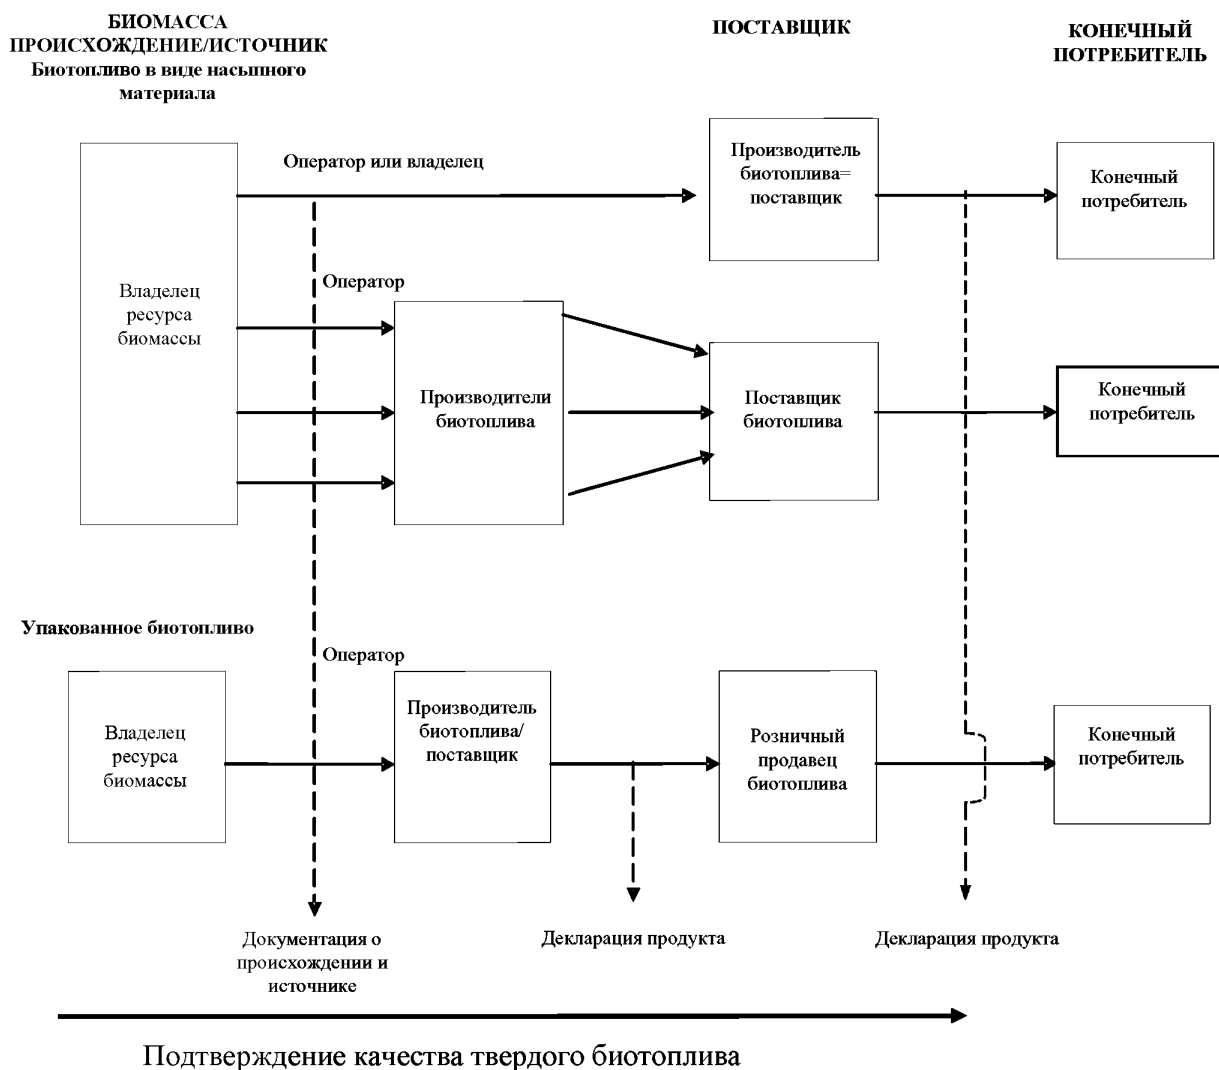 БИОМАССА
ПРОИСХОЖДЕНИЕ/ИСТОЧНИК
Биотопливо в виде насыпного
материала
ПОСТАВЩИК
КОНЕЧНЫЙ
ПОТРЕБИТЕЛЬ
Оператор или владелец
Производитель
биотоплива=
поставщик
Конечный
потребитель
Оператор
Владелец
ресурса
биомассы
Производители
биотоплива
Поставщик
биотоплива
Конечный
потребитель
Упакованное биотопливо
Оператор
Владелец
ресурса
биомассы
Производитель
биотоплива/
поставщик
Розничный
продавец
биотоплива
Конечный
потребитель
Документация о
происхождении и
источнике
Декларация продукта
Декларация продукта
Подтверждение качества твердого биотоплива